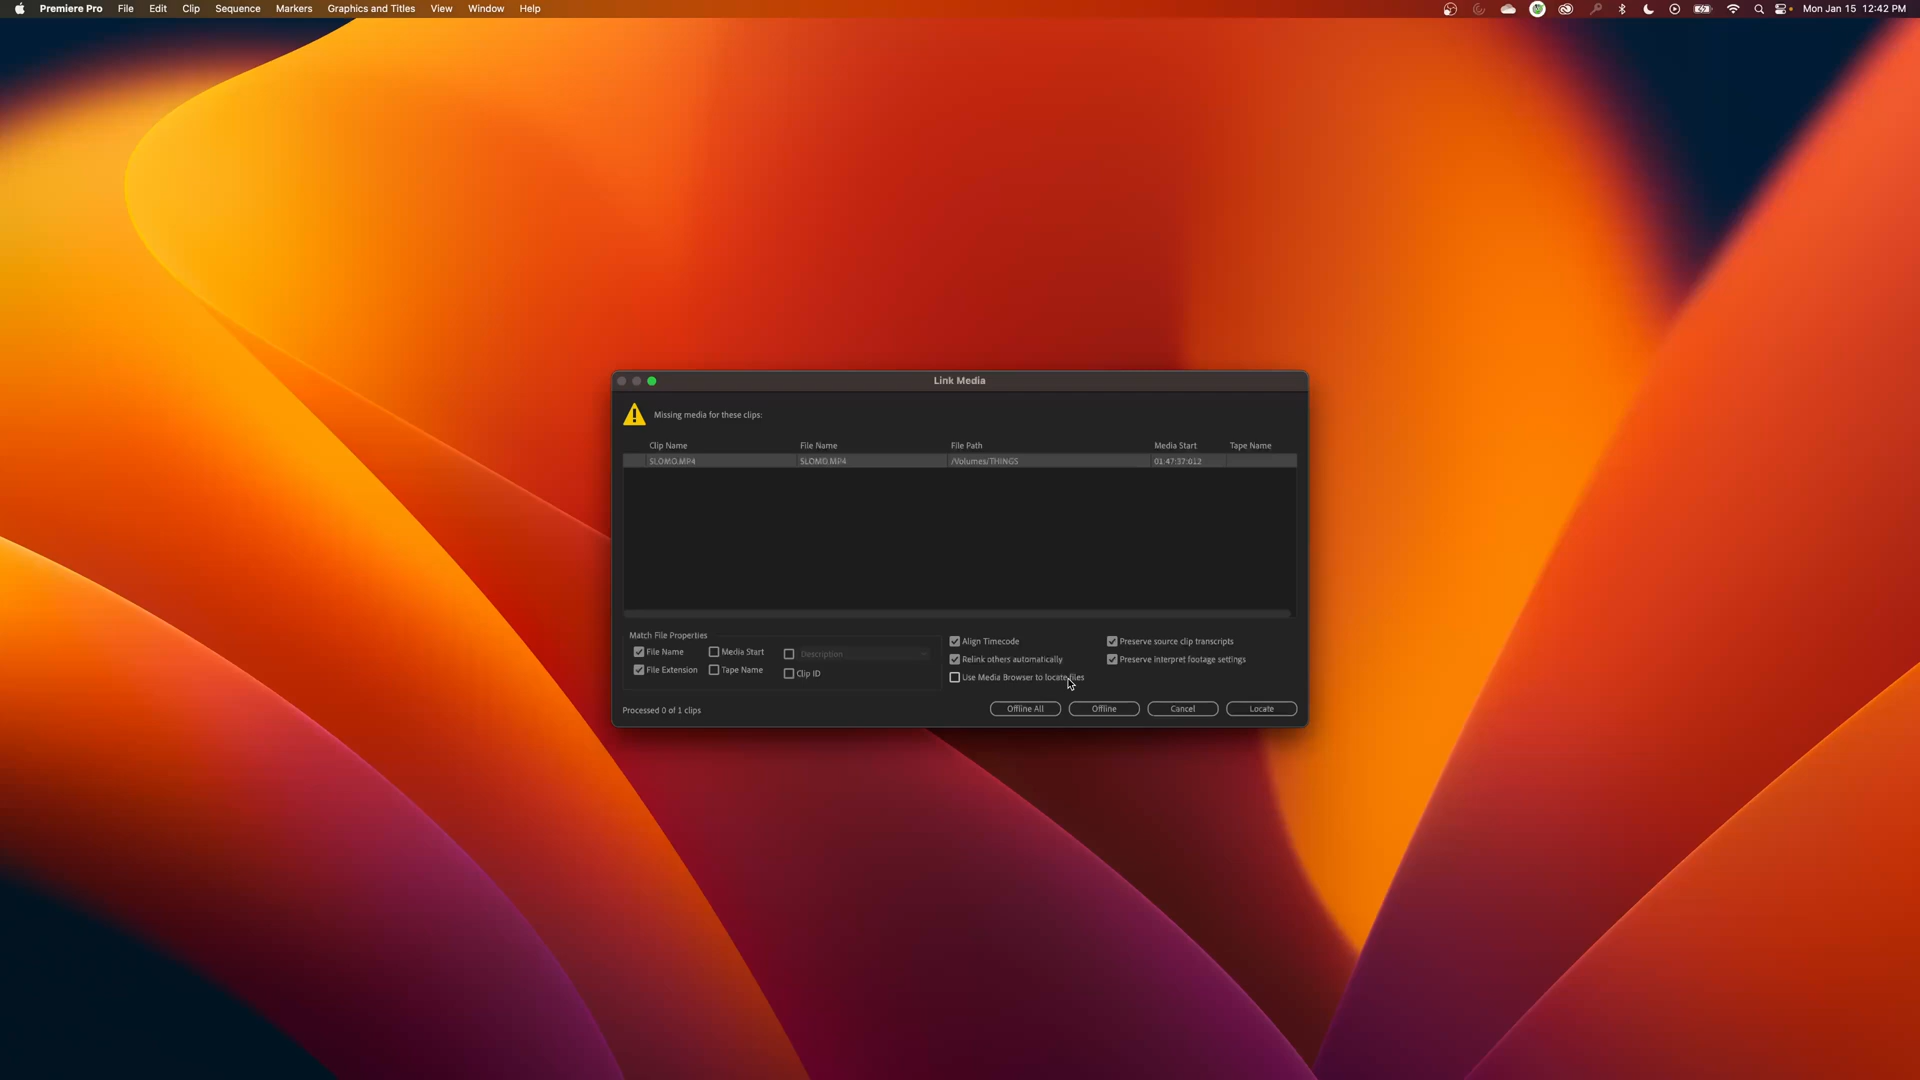 Premiere Pro File Edit Clip Sequence Markers Graphics and Titles View Window Help Mon Jan 15 12:42 PM
Link Media
Missing media for these clips:
Clip Name File Name File Path Media Start Tape Name
SLOMO.MP4 SLOMO.MP4 /Volumes/THINGS 01:47:37:012
Match File Properties
File Name Media Start Description
File Extension Tape Name Clip ID
Align Timecode Preserve source clip transcripts
Relink others automatically Preserve interpret footage settings
Use Media Browser to locate files
Processed 0 of 1 clips
Offline All Offline Cancel Locate